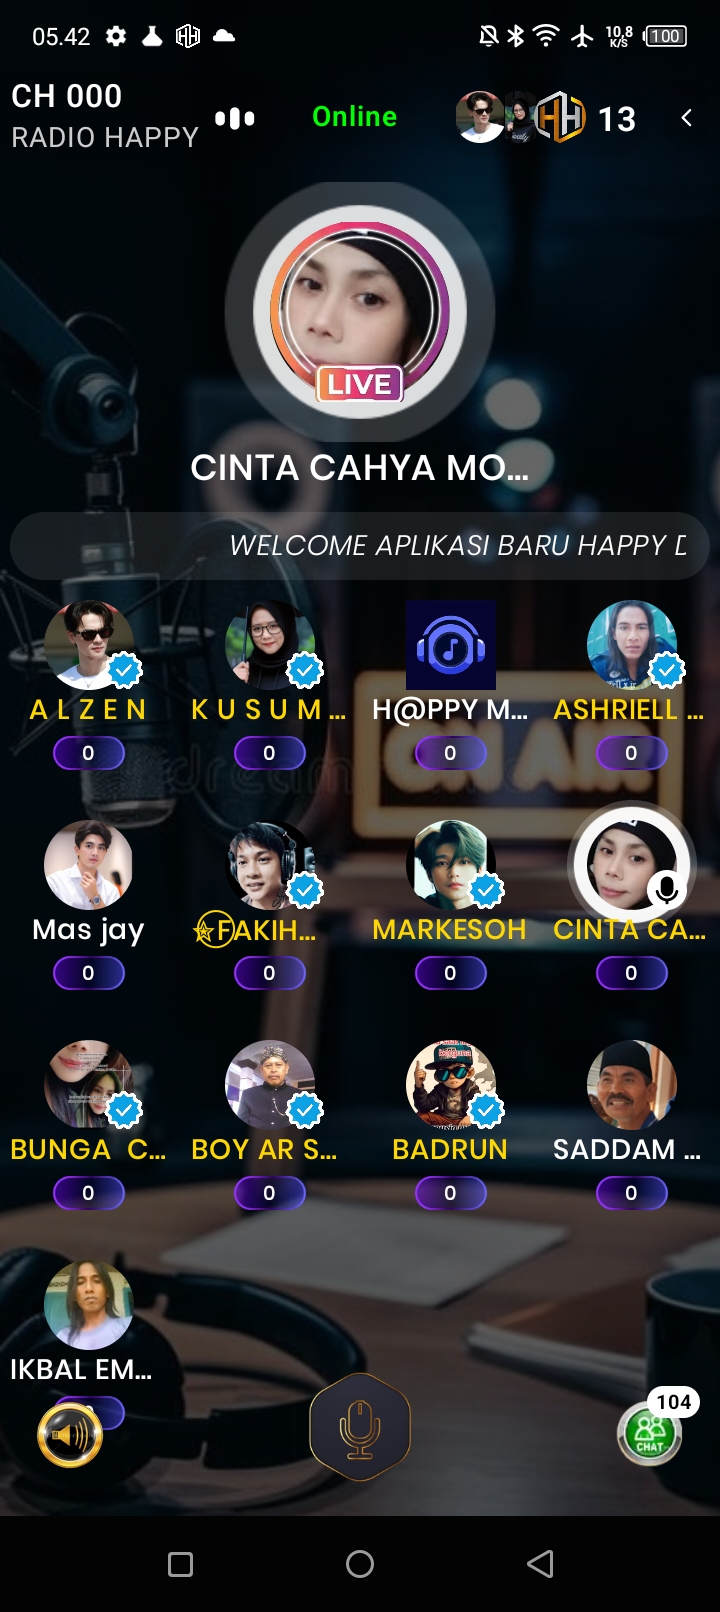 05.42
10,8
K/S
100
CH 000
RADIO HAPPY
Online
13
LIVE
CINTA CAHYA MO...
WELCOME APLIKASI BARU HAPPY D
A L Z E N
K U S U M ...
H@PPY M...
ASHRIELL ...
0
0
0
0
Mas jay
⍟ⒻAKIH...
MARKESOH
CINTA CA...
0
0
0
0
BUNGA C...
BOY AR S...
BADRUN
SADDAM ...
0
0
0
0
IKBAL EM...
104
CHAT